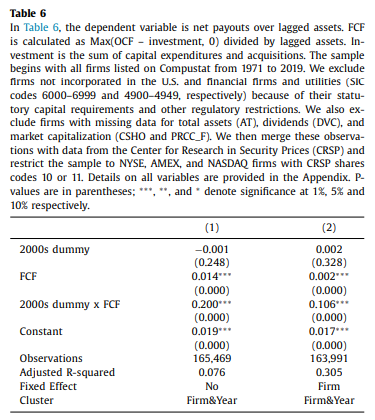 Table 6
In Table 6, the dependent variable is net payouts over lagged assets. FCF
is calculated as Max(OCF – investment, 0) divided by lagged assets. In-
vestment is the sum of capital expenditures and acquisitions. The sample
begins with all firms listed on Compustat from 1971 to 2019. We exclude
firms not incorporated in the U.S. and financial firms and utilities (SIC
codes 6000–6999 and 4900–4949, respectively) because of their statu-
tory capital requirements and other regulatory restrictions. We also ex-
clude firms with missing data for total assets (AT), dividends (DVC), and
market capitalization (CSHO and PRCC_F). We then merge these observa-
tions with data from the Center for Research in Security Prices (CRSP) and
restrict the sample to NYSE, AMEX, and NASDAQ firms with CRSP shares
codes 10 or 11. Details on all variables are provided in the Appendix. P-
values are in parentheses; ***, **, and * denote significance at 1%, 5% and
10% respectively.
(1) (2)
2000s dummy −0.001 0.002
(0.248) (0.328)
FCF 0.014*** 0.002***
(0.000) (0.000)
2000s dummy x FCF 0.200*** 0.106***
(0.000) (0.000)
Constant 0.019*** 0.017***
(0.000) (0.000)
Observations 165,469 163,991
Adjusted R-squared 0.076 0.305
Fixed Effect No Firm
Cluster Firm&Year Firm&Year